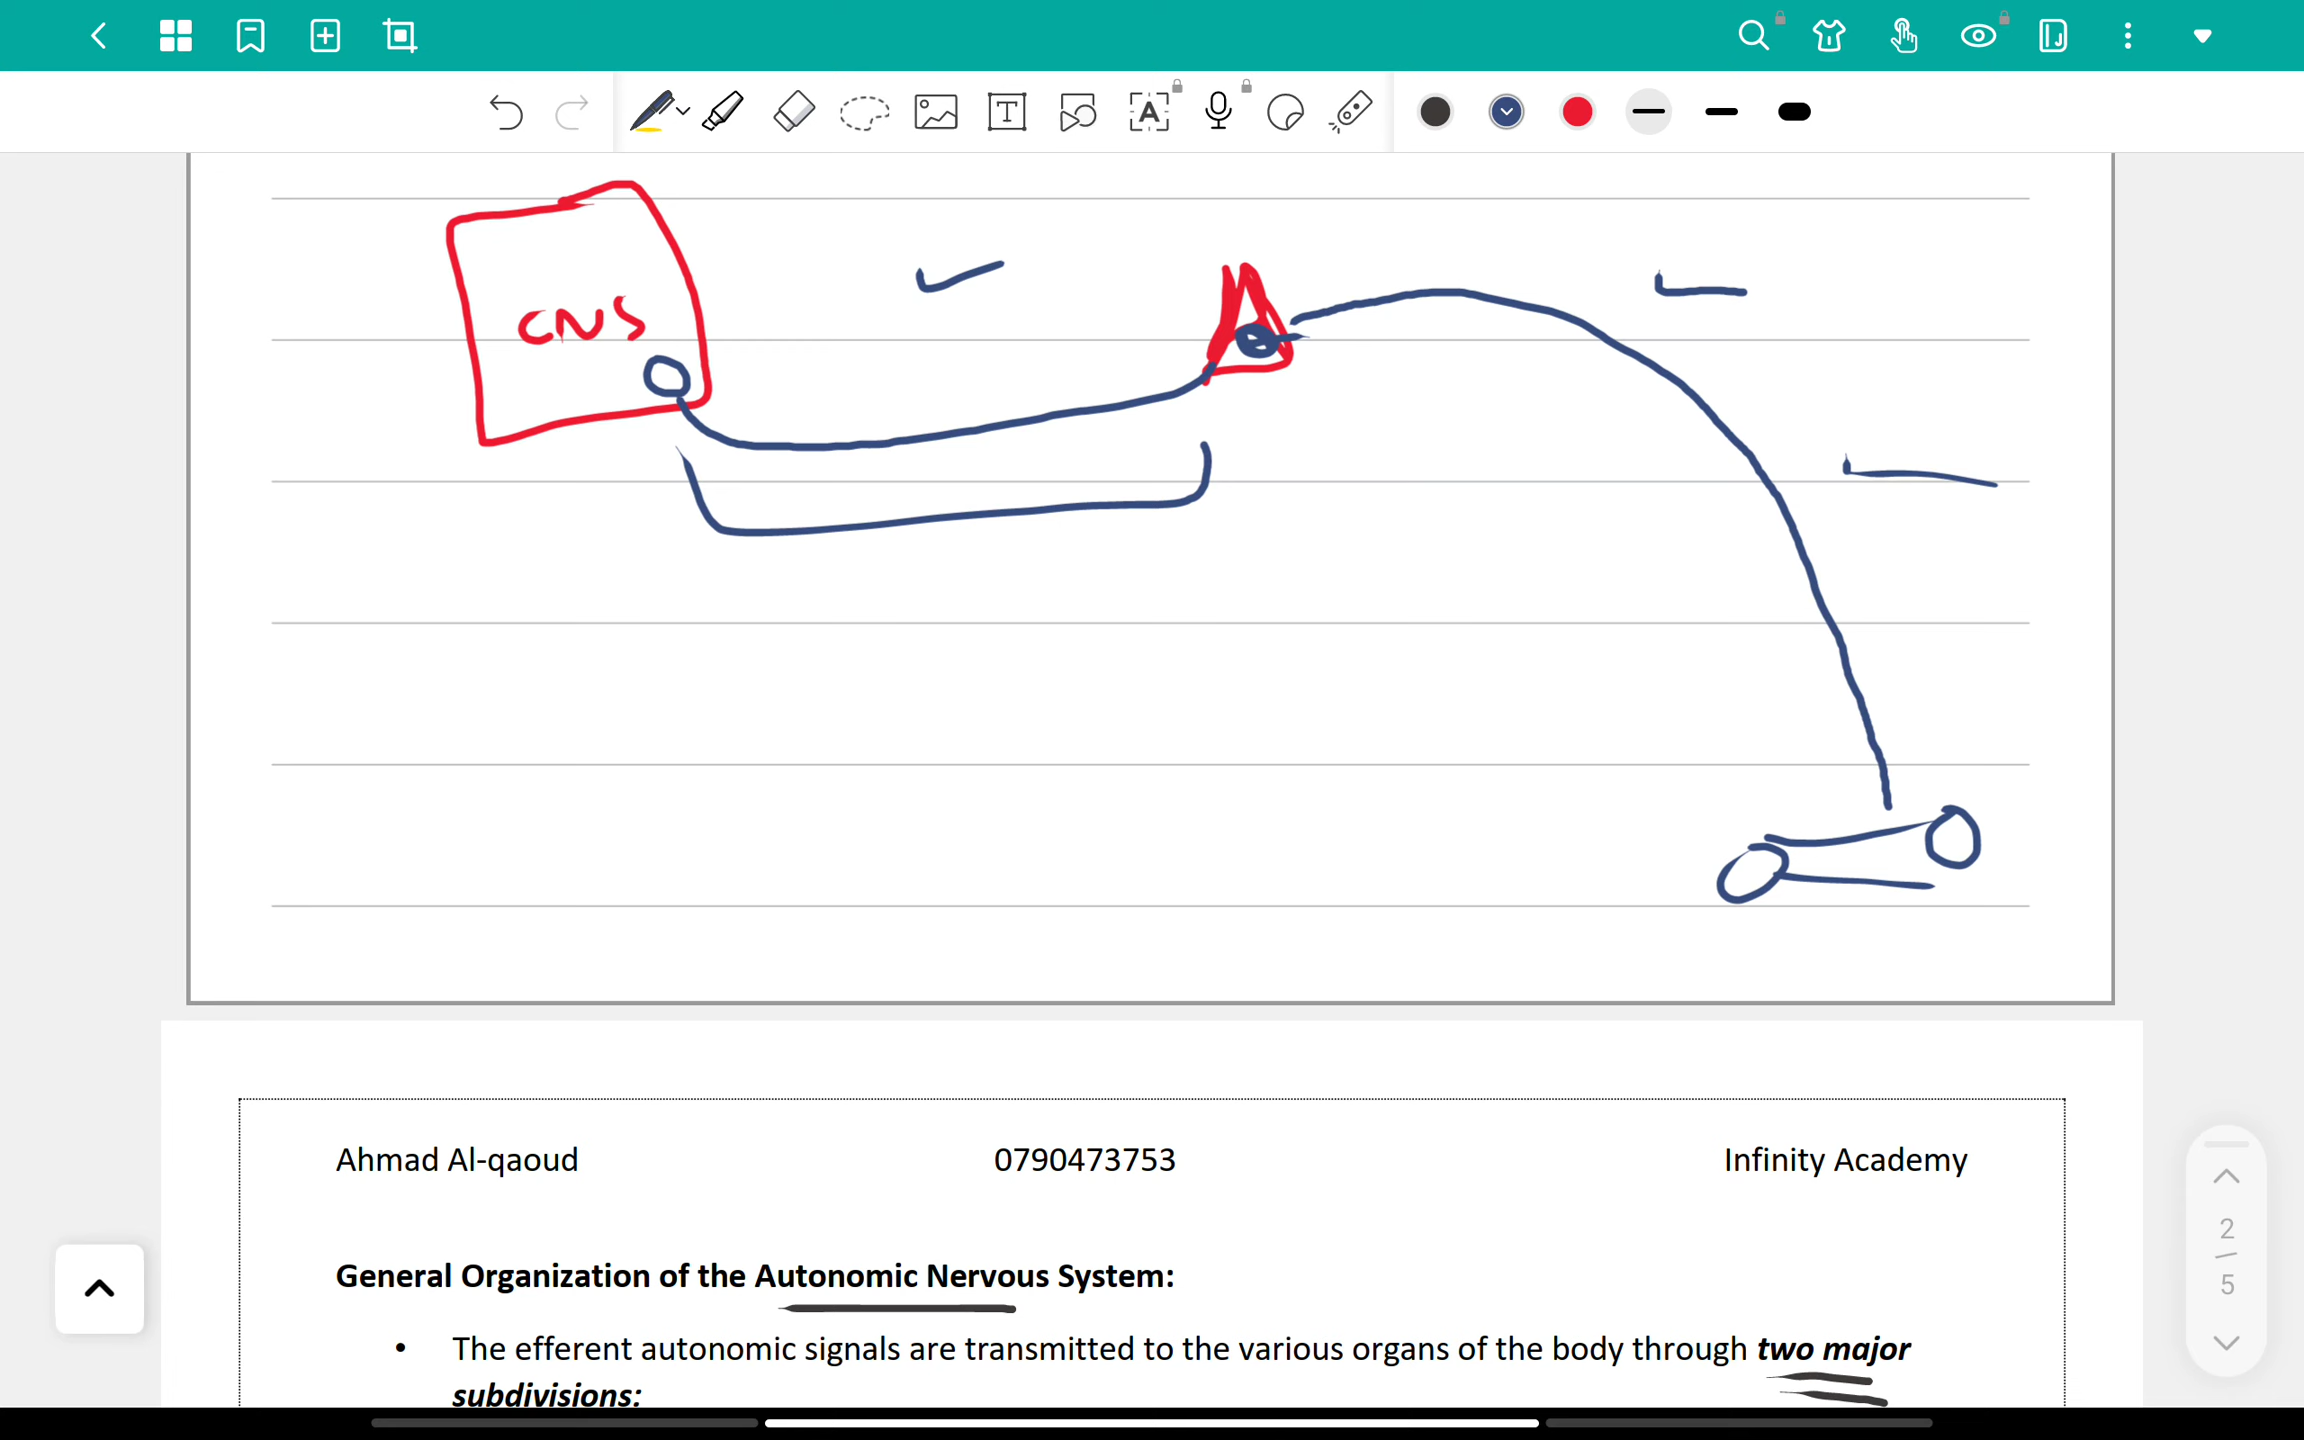 CNS
Ahmad Al-qaoud 0790473753 Infinity Academy
General Organization of the Autonomic Nervous System:
• The efferent autonomic signals are transmitted to the various organs of the body through two major
subdivisions:
2
/
5